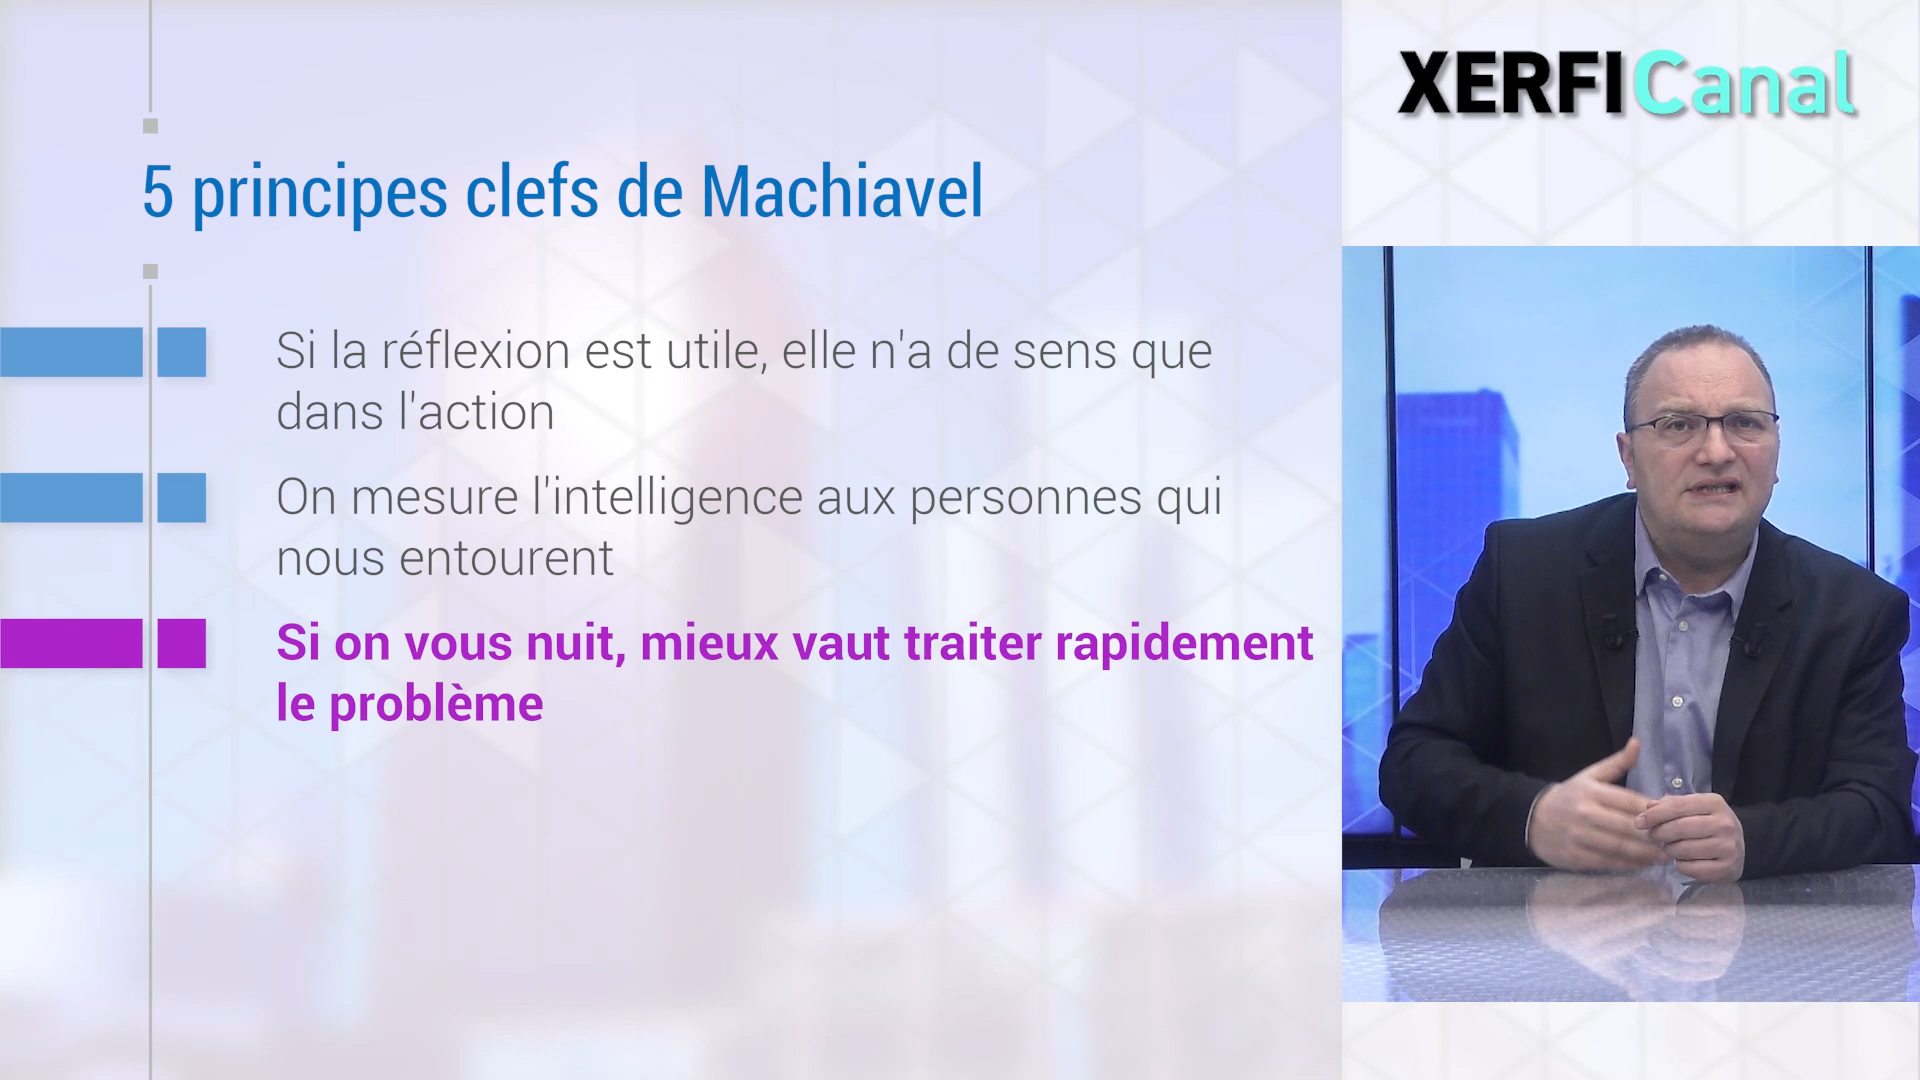 XERFI Canal
5 principes clefs de Machiavel
Si la réflexion est utile, elle n'a de sens que
dans l'action
On mesure l'intelligence aux personnes qui
nous entourent
Si on vous nuit, mieux vaut traiter rapidement
le problème